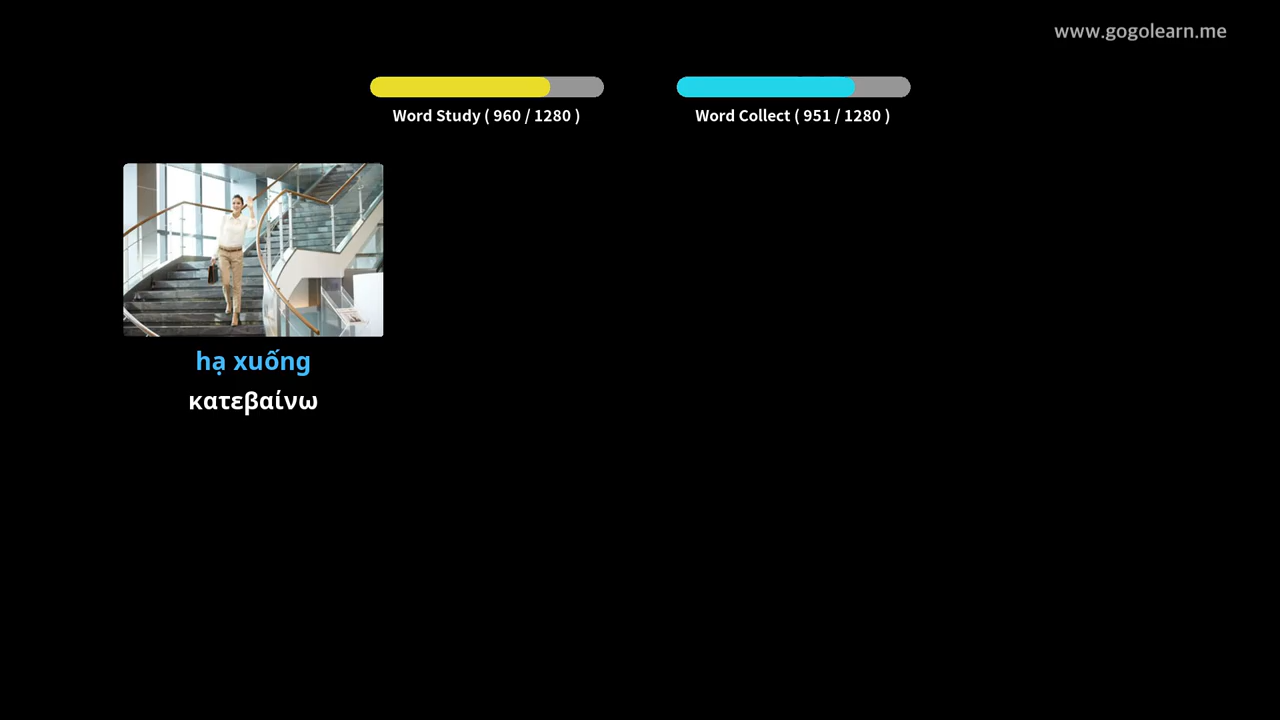 www.gogolearn.me
Word Study ( 960 / 1280 )
Word Collect ( 951 / 1280 )
hạ xuống
κατεβαίνω